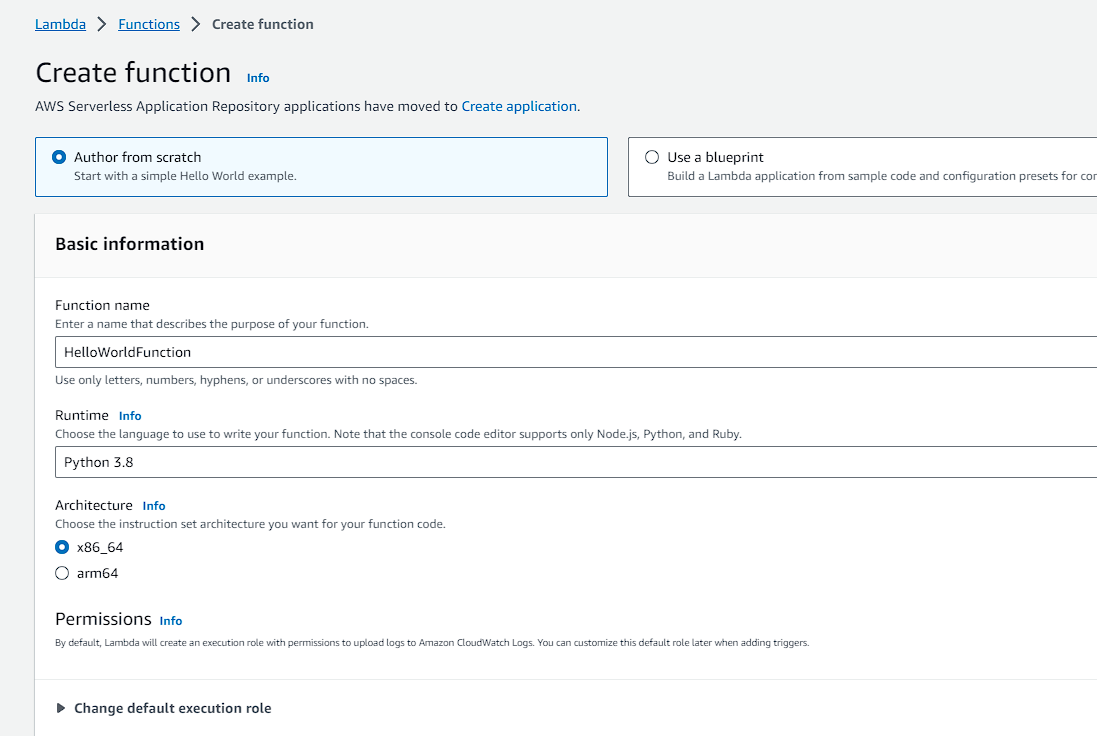 Lambda > Functions > Create function
Create function Info
AWS Serverless Application Repository applications have moved to Create application.
Author from scratch
Start with a simple Hello World example.
Use a blueprint
Build a Lambda application from sample code and configuration presets for
Basic information
Function name
Enter a name that describes the purpose of your function.
HelloWorldFunction
Use only letters, numbers, hyphens, or underscores with no spaces.
Runtime Info
Choose the language to use to write your function. Note that the console code editor supports only Node.js, Python, and Ruby.
Python 3.8
Architecture Info
Choose the instruction set architecture you want for your function code.
x86_64
arm64
Permissions Info
By default, Lambda will create an execution role with permissions to upload logs to Amazon CloudWatch Logs. You can customize this default role later when adding triggers.
Change default execution role